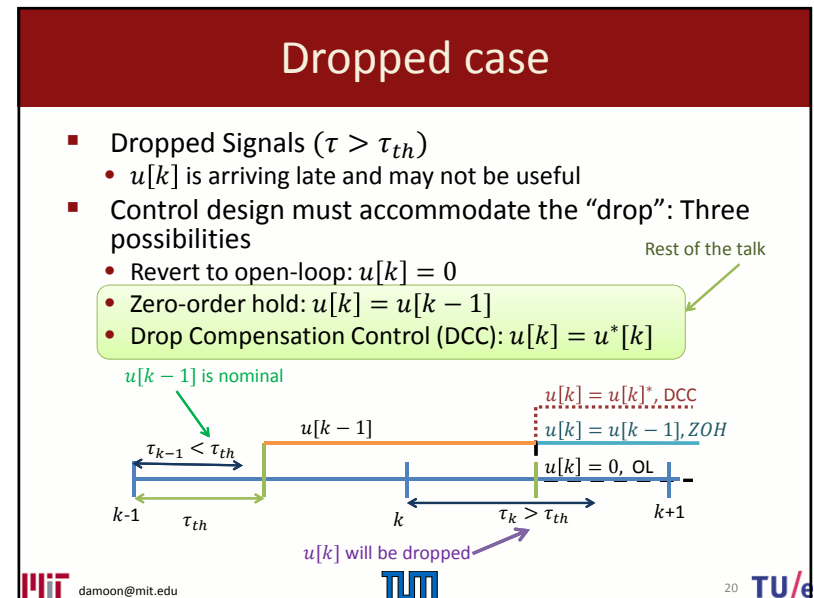 Dropped case
▪ Dropped Signals (τ > τ_th)
• u[k] is arriving late and may not be useful
▪ Control design must accommodate the “drop”: Three
possibilities
Rest of the talk
• Revert to open-loop: u[k] = 0
• Zero-order hold: u[k] = u[k − 1]
• Drop Compensation Control (DCC): u[k] = u*[k]
u[k − 1] is nominal
u[k] = u[k]*, DCC
u[k − 1]
u[k] = u[k − 1], ZOH
τ_{k−1} < τ_th
u[k] = 0, OL
k-1
τ_th
k
τ_k > τ_th
k+1
u[k] will be dropped
MIT
damoon@mit.edu
TUM
20
TU/e